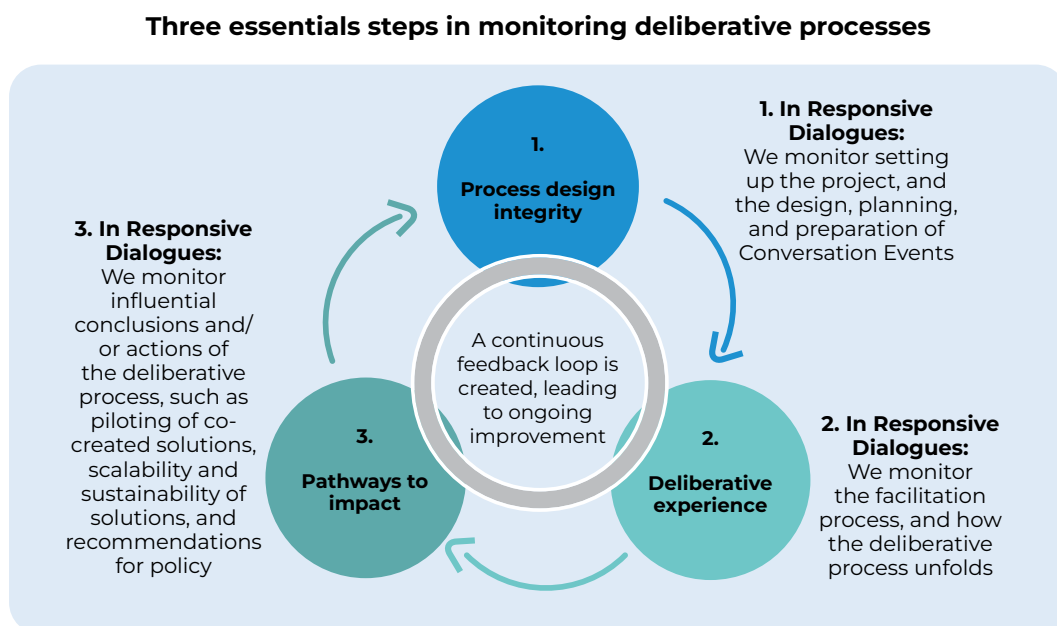 Three essentials steps in monitoring deliberative processes
1.
Process design
integrity
1. In Responsive
Dialogues:
We monitor setting
up the project, and
the design, planning,
and preparation of
Conversation Events
2.
Deliberative
experience
2. In Responsive
Dialogues:
We monitor
the facilitation
process, and how
the deliberative
process unfolds
3.
Pathways to
impact
3. In Responsive
Dialogues:
We monitor
influential
conclusions and/
or actions of
the deliberative
process, such as
piloting of co-
created solutions,
scalability and
sustainability of
solutions, and
recommendations
for policy
A continuous
feedback loop is
created, leading
to ongoing
improvement